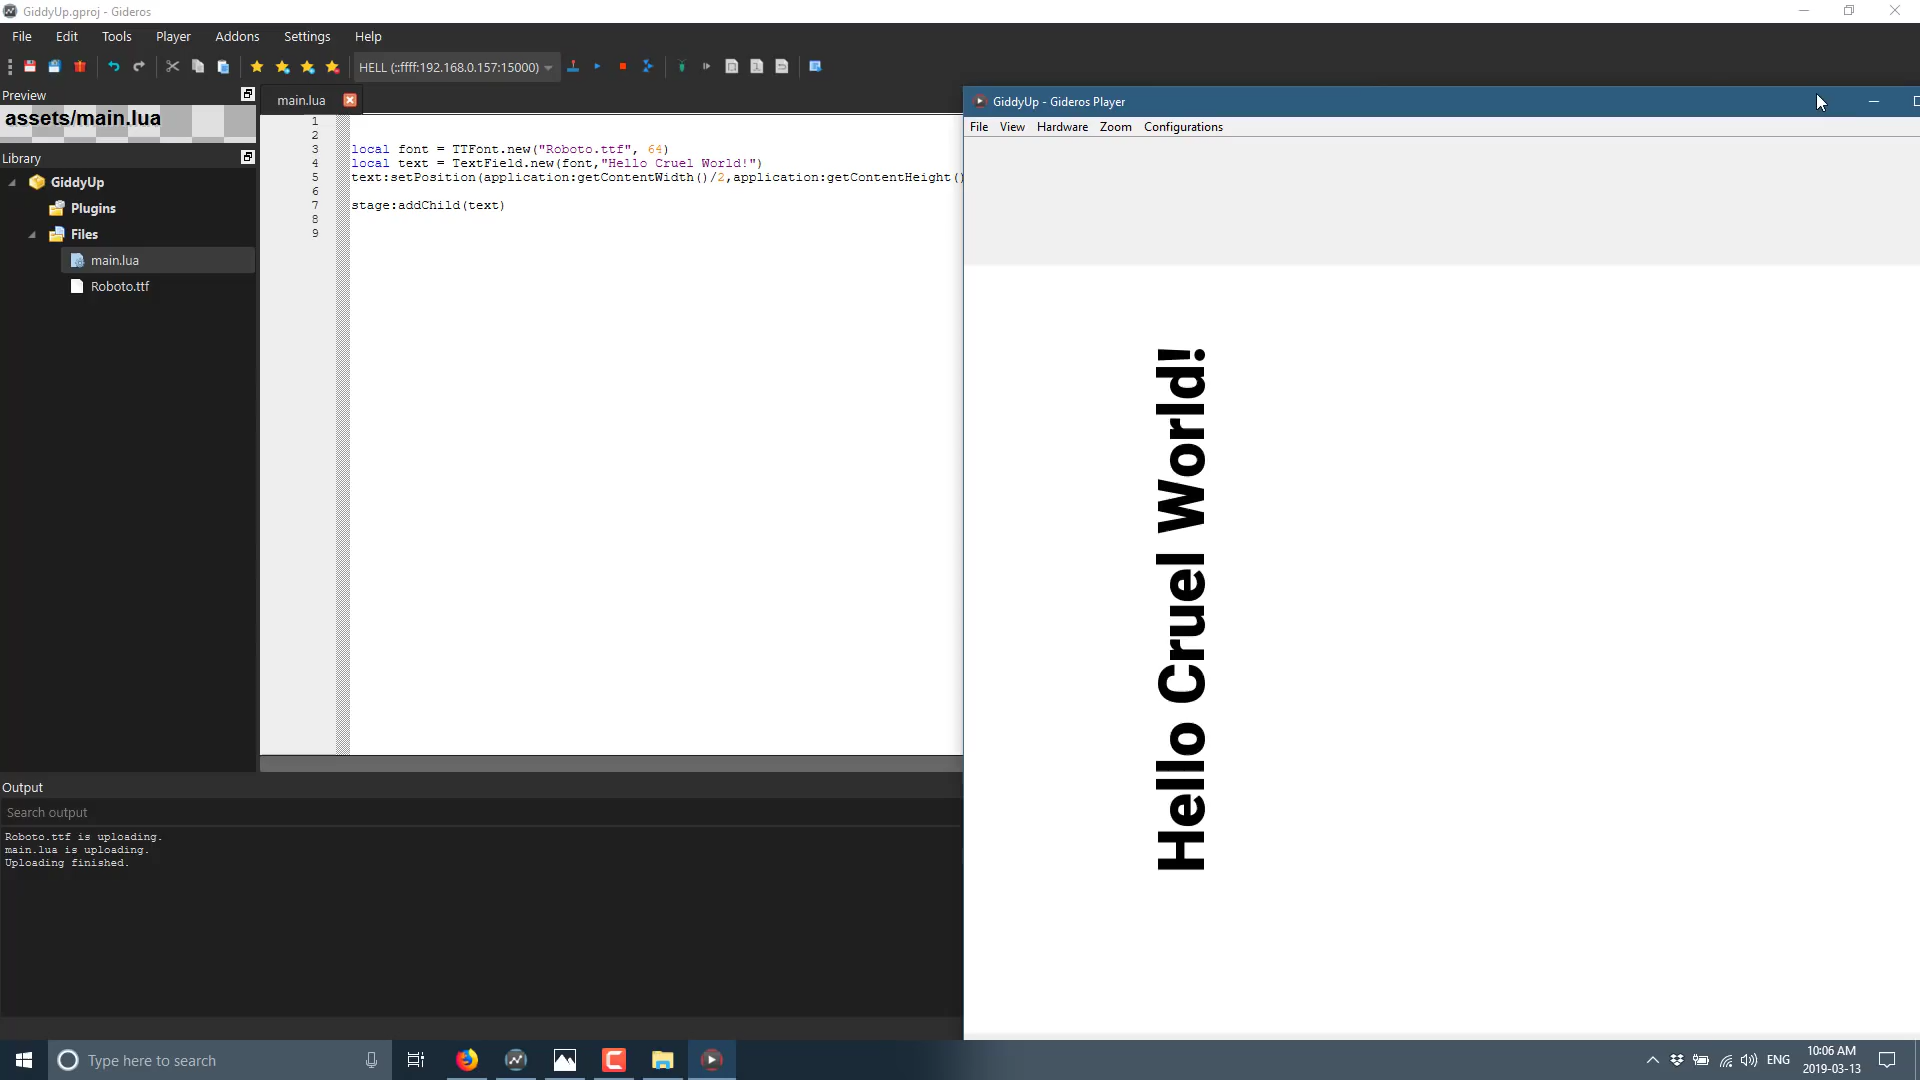 GiddyUp.gproj - Gideros
File Edit Tools Player Addons Settings Help
HELL (::ffff:192.168.0.157:15000)
Preview
assets/main.lua
Library
GiddyUp
Plugins
Files
main.lua
Roboto.ttf
main.lua
1
2
3 local font = TTFont.new("Roboto.ttf", 64)
4 local text = TextField.new(font,"Hello Cruel World!")
5 text:setPosition(application:getContentWidth()/2,application:getContentHeight()
6
7 stage:addChild(text)
8
9
GiddyUp - Gideros Player
File View Hardware Zoom Configurations
Hello Cruel World!
Output
Search output
Roboto.ttf is uploading.
main.lua is uploading.
Uploading finished.
Type here to search
ENG
10:06 AM
2019-03-13